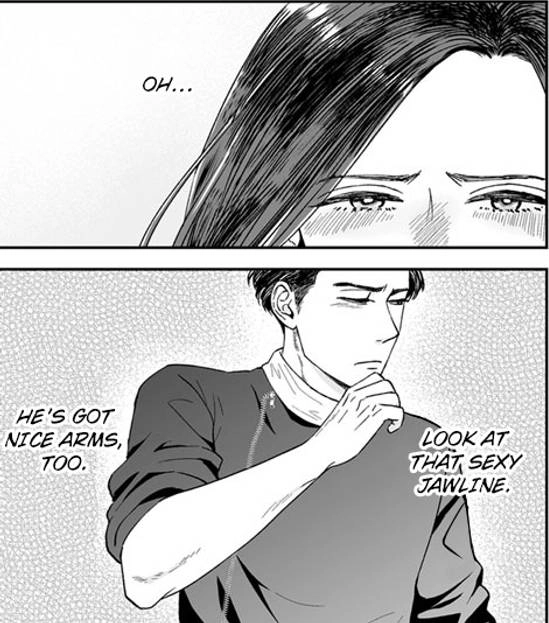 OH...
LOOK AT
THAT SEXY
JAWLINE.
HE'S GOT
NICE ARMS,
TOO.